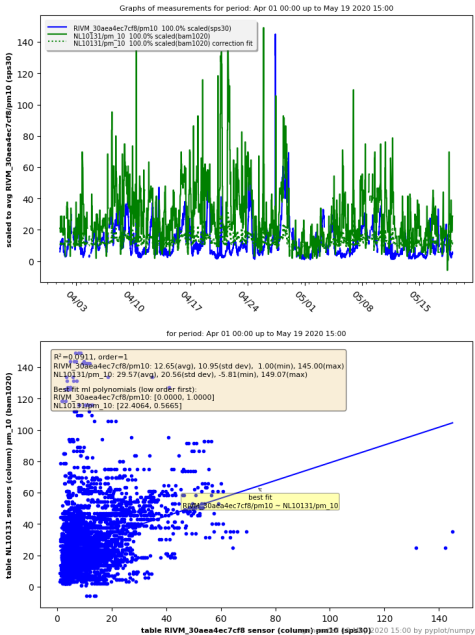 Graphs of measurements for period: Apr 01 00:00 up to May 19 2020 15:00
RIVM_30aea4ec7cf8/pm10 100.0% scaled(sps30)
NL10131/pm_10 100.0% scaled(bam1020)
NL10131/pm_10 100.0% scaled(bam1020) correction fit
scaled to avg RIVM_30aea4ec7cf8/pm10 (sps30)
140
120
100
80
60
40
20
0
04/03
04/10
04/17
04/24
05/01
05/08
05/15
for period: Apr 01 00:00 up to May 19 2020 15:00
R²=0.0911, order=1
RIVM_30aea4ec7cf8/pm10: 12.65(avg), 10.95(std dev), 1.00(min), 145.00(max)
NL10131/pm_10: 29.57(avg), 20.56(std dev), -5.81(min), 149.07(max)
Best fit ml polynomials (low order first):
RIVM_30aea4ec7cf8/pm10: [0.0000, 1.0000]
NL10131/pm_10: [22.4064, 0.5665]
table NL10131 sensors (column) pm_10 (bam1020)
140
120
100
80
60
40
20
0
best fit
RIVM_30aea4ec7cf8/pm10 − NL10131/pm_10
0
20
40
60
80
100
120
140
table RIVM_30aea4ec7cf8 sensor (column) pm10 (sps30)
2020 15:00 by pyplot/numpy